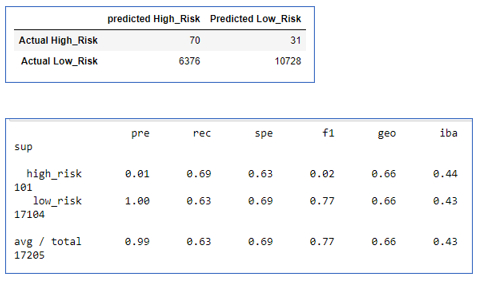 predicted High_Risk Predicted Low_Risk
Actual High_Risk 70 31
Actual Low_Risk 6376 10728
pre rec spe f1 geo iba
sup
high_risk 0.01 0.69 0.63 0.02 0.66 0.44
101
low_risk 1.00 0.63 0.69 0.77 0.66 0.43
17104
avg / total 0.99 0.63 0.69 0.77 0.66 0.43
17205